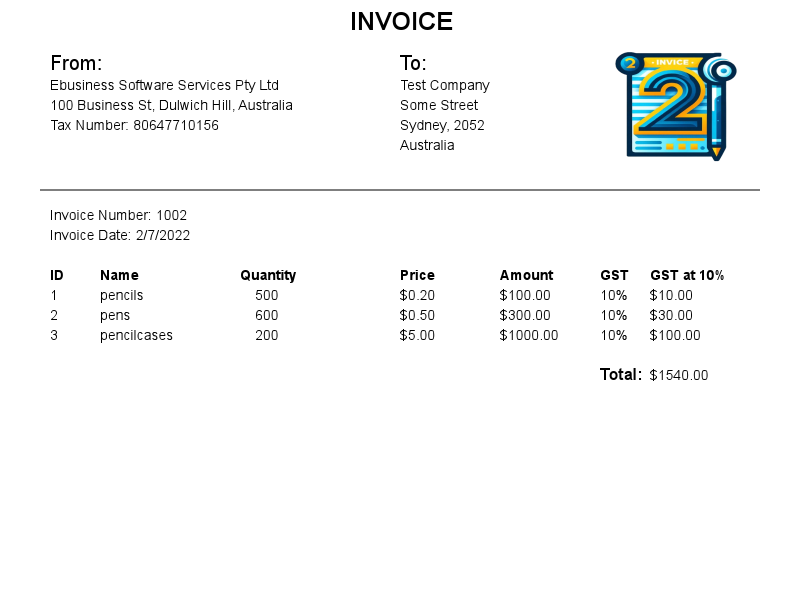 INVOICE
From:
Ebusiness Software Services Pty Ltd
100 Business St, Dulwich Hill, Australia
Tax Number: 80647710156
To:
Test Company
Some Street
Sydney, 2052
Australia
2 INVICE
2
Invoice Number: 1002
Invoice Date: 2/7/2022
ID Name Quantity Price Amount GST GST at 10%
1 pencils 500 $0.20 $100.00 10% $10.00
2 pens 600 $0.50 $300.00 10% $30.00
3 pencilcases 200 $5.00 $1000.00 10% $100.00
Total: $1540.00